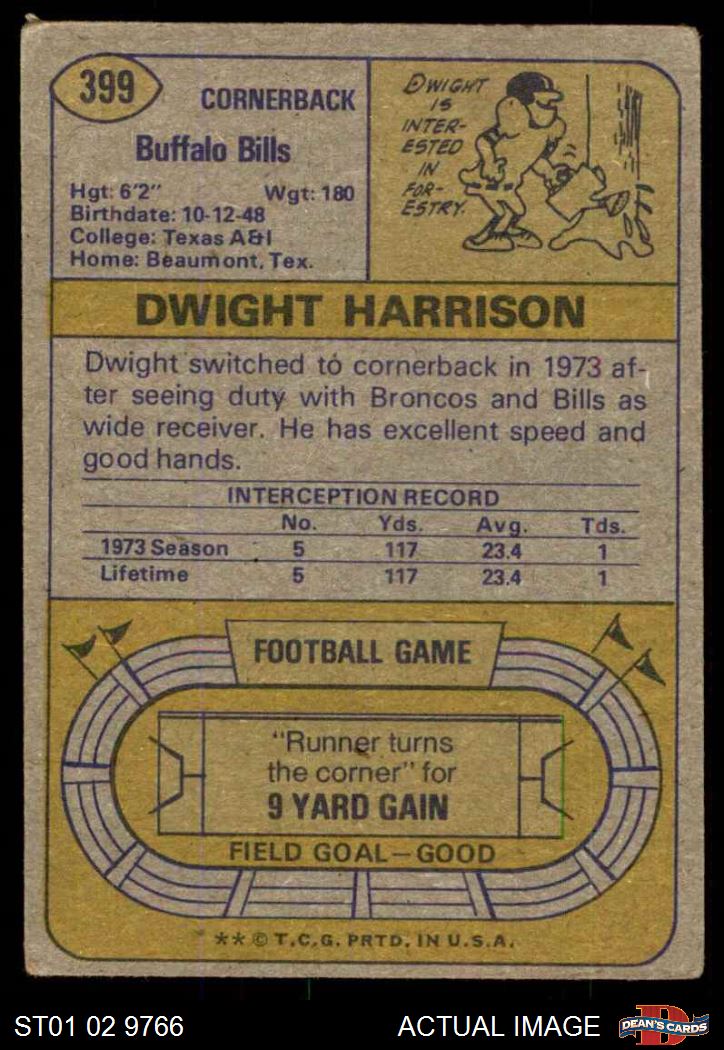 399
CORNERBACK
Buffalo Bills
Hgt: 6'2" Wgt: 180
Birthdate: 10-12-48
College: Texas A&I
Home: Beaumont, Tex.
DWIGHT
IS
INTER-
ESTED
IN
FOR-
ESTRY.
DWIGHT HARRISON
Dwight switched to cornerback in 1973 af-
ter seeing duty with Broncos and Bills as
wide receiver. He has excellent speed and
good hands.
INTERCEPTION RECORD
No. Yds. Avg. Tds.
1973 Season 5 117 23.4 1
Lifetime 5 117 23.4 1
FOOTBALL GAME
"Runner turns
the corner" for
9 YARD GAIN
FIELD GOAL—GOOD
** © T.C.G. PRTD. IN U.S.A.
ST01 02 9766 ACTUAL IMAGE
D
DEAN'S CARDS